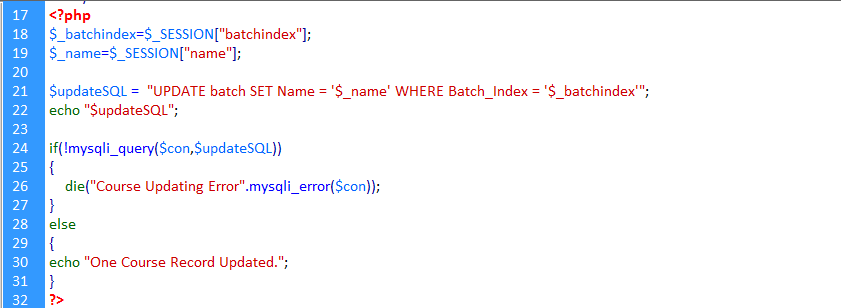 17 <?php
18 $_batchindex=$_SESSION["batchindex"];
19 $_name=$_SESSION["name"];
20
21 $updateSQL = "UPDATE batch SET Name = '$_name' WHERE Batch_Index = '$_batchindex'";
22 echo "$updateSQL";
23
24 if(!mysqli_query($con,$updateSQL))
25 {
26 die("Course Updating Error".mysqli_error($con));
27 }
28 else
29 {
30 echo "One Course Record Updated.";
31 }
32 ?>